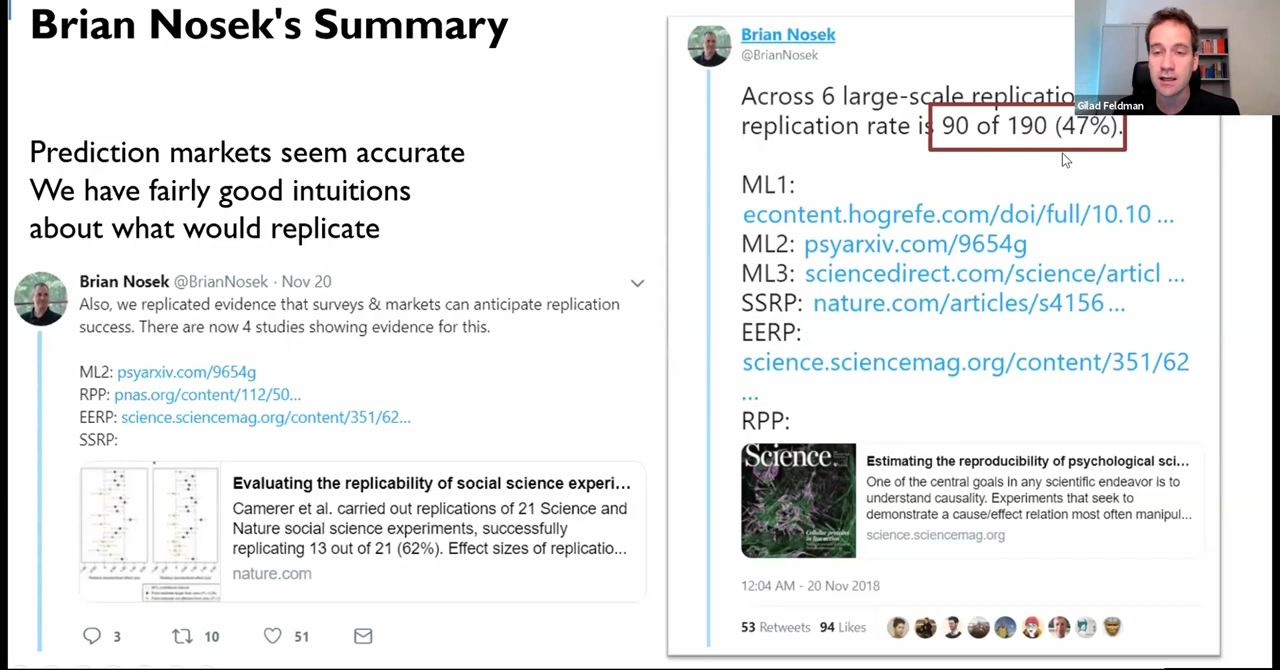 Brian Nosek's Summary
Prediction markets seem accurate
We have fairly good intuitions
about what would replicate
Brian Nosek @BrianNosek · Nov 20
Also, we replicated evidence that surveys & markets can anticipate replication
success. There are now 4 studies showing evidence for this.
ML2: psyarxiv.com/9654g
RPP: pnas.org/content/112/50...
EERP: science.sciencemag.org/content/351/62...
SSRP:
Evaluating the replicability of social science experi...
Camerer et al. carried out replications of 21 Science and
Nature social science experiments, successfully
replicating 13 out of 21 (62%). Effect sizes of replicatio...
nature.com
3
10
51
Brian Nosek
@BrianNosek
Across 6 large-scale replicatio
replication rate is 90 of 190 (47%).
ML1:
econtent.hogrefe.com/doi/full/10.10 ...
ML2: psyarxiv.com/9654g
ML3: sciencedirect.com/science/articl ...
SSRP: nature.com/articles/s4156 ...
EERP:
science.sciencemag.org/content/351/62
...
RPP:
Science
Estimating the reproducibility of psychological sci...
One of the central goals in any scientific endeavor is to
understand causality. Experiments that seek to
demonstrate a cause/effect relation most often manipul...
science.sciencemag.org
12:04 AM - 20 Nov 2018
53 Retweets 94 Likes
Gilad Feldman